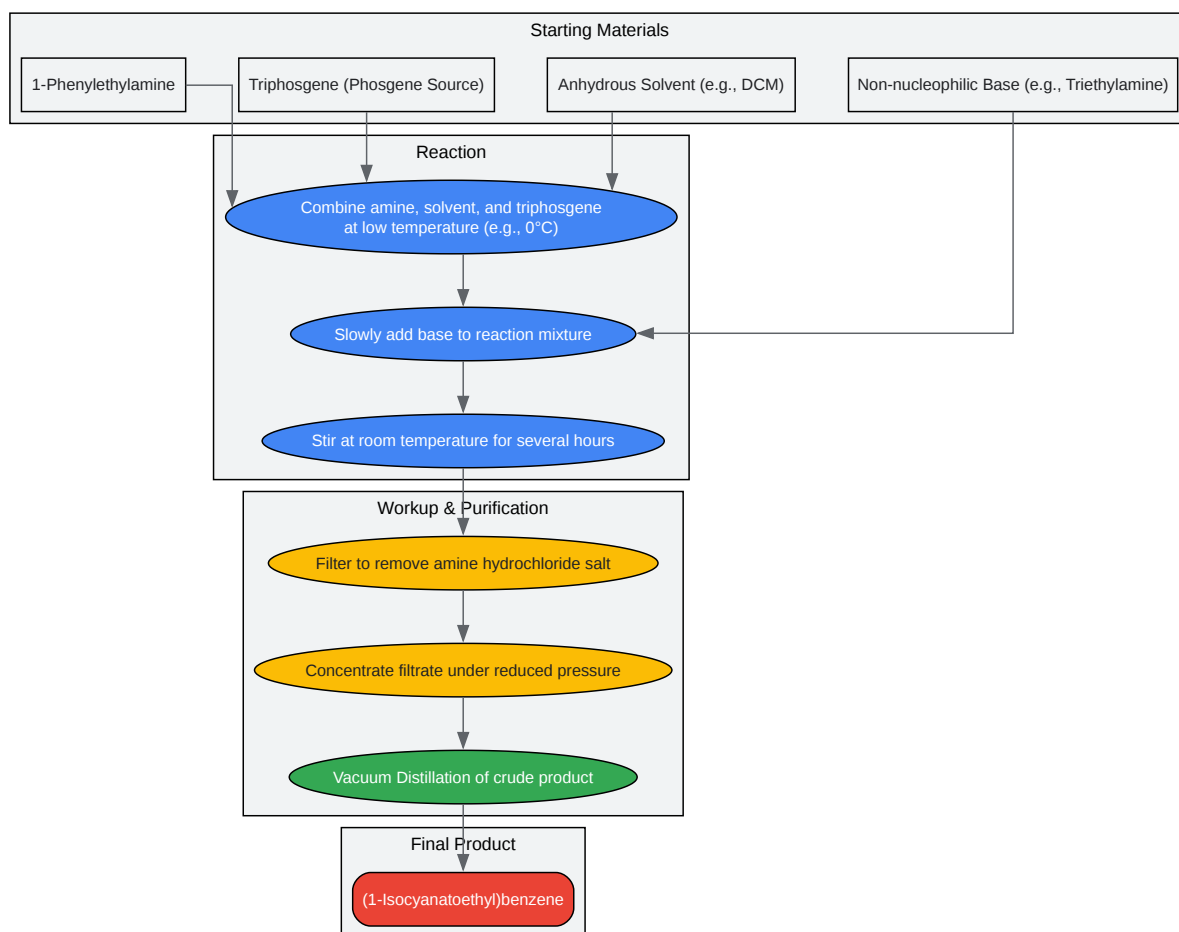 Starting Materials
1-Phenylethylamine
Triphosgene (Phosgene Source)
Anhydrous Solvent (e.g., DCM)
Non-nucleophilic Base (e.g., Triethylamine)
Reaction
Combine amine, solvent, and triphosgene
at low temperature (e.g., 0°C)
Slowly add base to reaction mixture
Stir at room temperature for several hours
Workup & Purification
Filter to remove amine hydrochloride salt
Concentrate filtrate under reduced pressure
Vacuum Distillation of crude product
Final Product
(1-Isocyanatoethyl)benzene